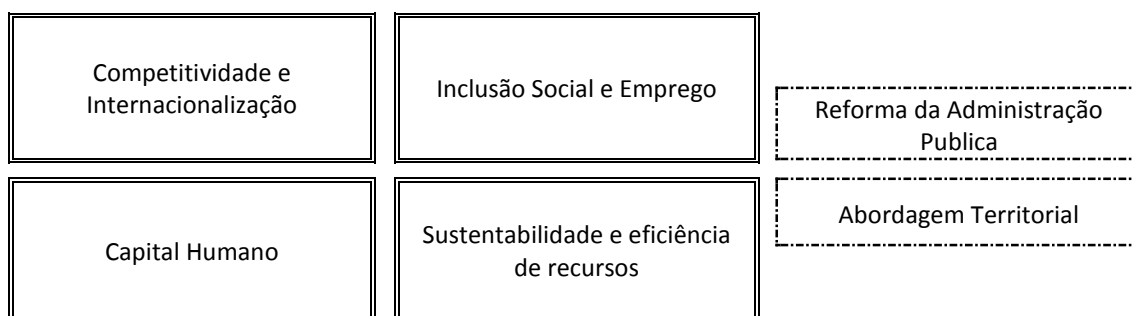 Competitividade e
Internacionalização
Inclusão Social e Emprego
Reforma da Administração
Publica
Capital Humano
Sustentabilidade e eficiência
de recursos
Abordagem Territorial